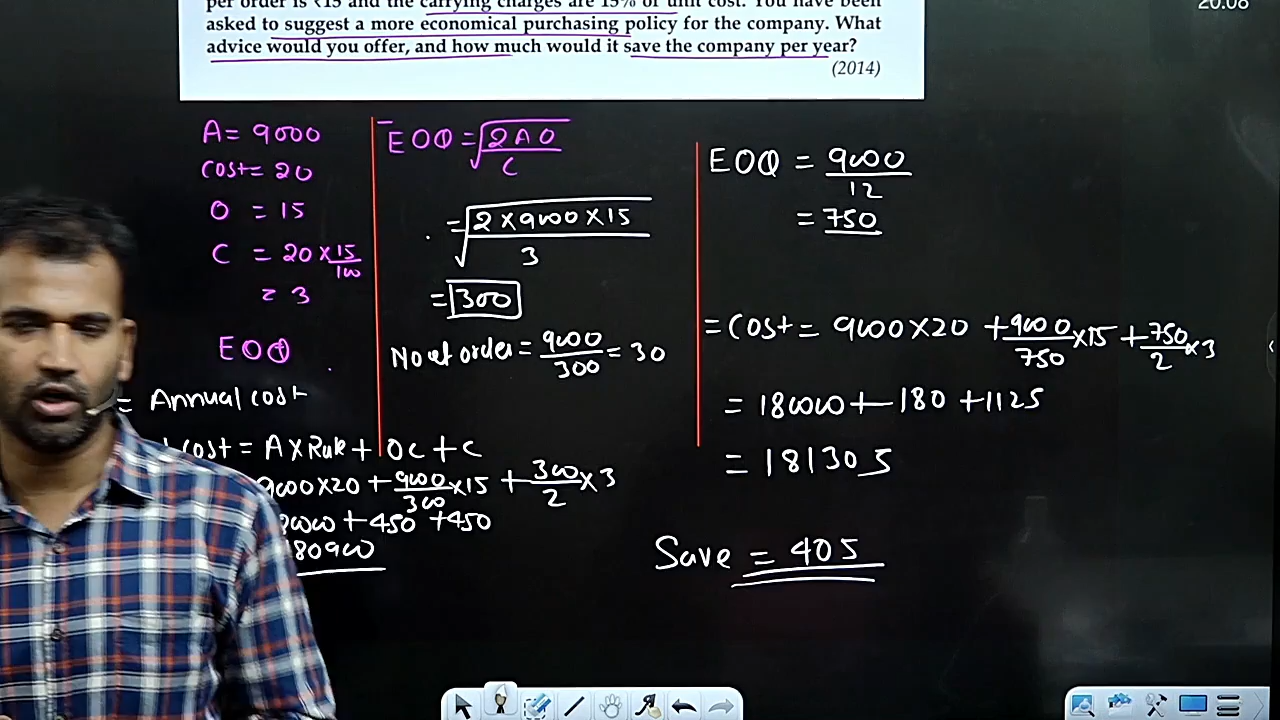 per order is ₹15 and the carrying charges are 15% of unit cost. You have been
asked to suggest a more economical purchasing policy for the company. What
advice would you offer, and how much would it save the company per year?
(2014)
20:08
A = 9000
Cost = 20
O = 15
C = 20 × 15/100
= 3
EOQ
= Annual cost
cost = A × Rate + OC + C
9000 × 20 + 9000/300 × 15 + 300/2 × 3
0000 + 450 + 450
180900
EOQ = √2AO/C
= √2 × 9000 × 15/3
= 300
No of order = 9000/300 = 30
EOQ = 9000/12
= 750
= Cost = 9000 × 20 + 9000/750 × 15 + 750/2 × 3
= 180000 + 180 + 1125
= 181305
Save = 405